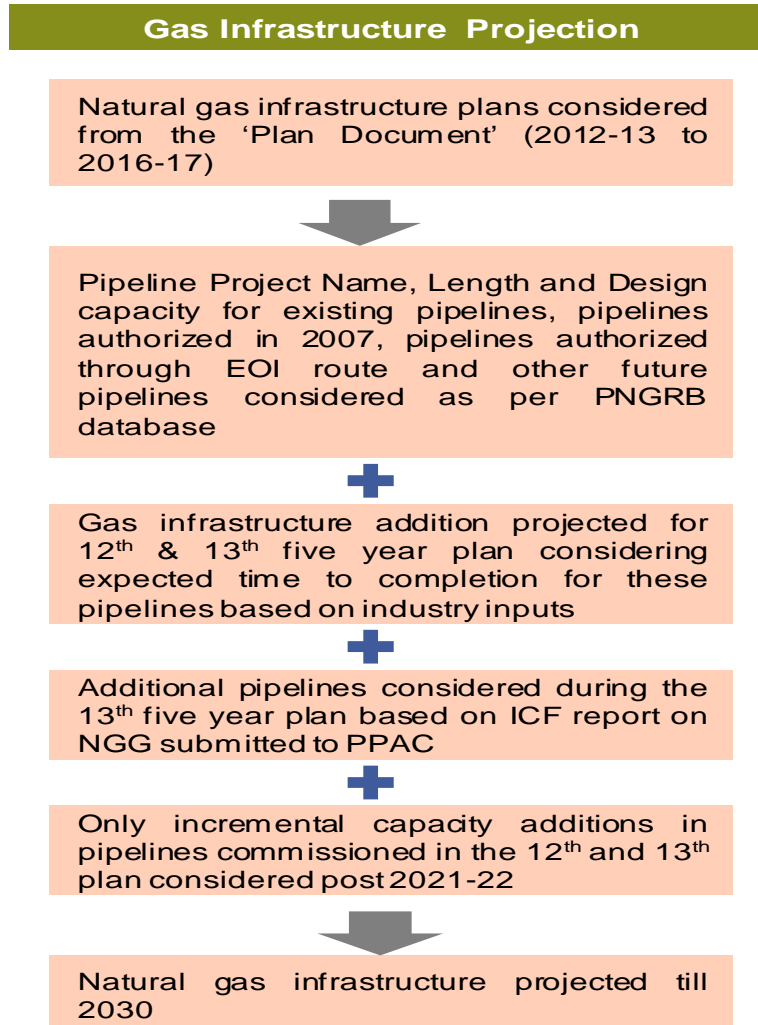 Gas Infrastructure Projection
Natural gas infrastructure plans considered
from the ‘Plan Document’ (2012-13 to
2016-17)
Pipeline Project Name, Length and Design
capacity for existing pipelines, pipelines
authorized in 2007, pipelines authorized
through EOI route and other future
pipelines considered as per PNGRB
database
Gas infrastructure addition projected for
12th & 13th five year plan considering
expected time to completion for these
pipelines based on industry inputs
Additional pipelines considered during the
13th five year plan based on ICF report on
NGG submitted to PPAC
Only incremental capacity additions in
pipelines commissioned in the 12th and 13th
plan considered post 2021-22
Natural gas infrastructure projected till
2030